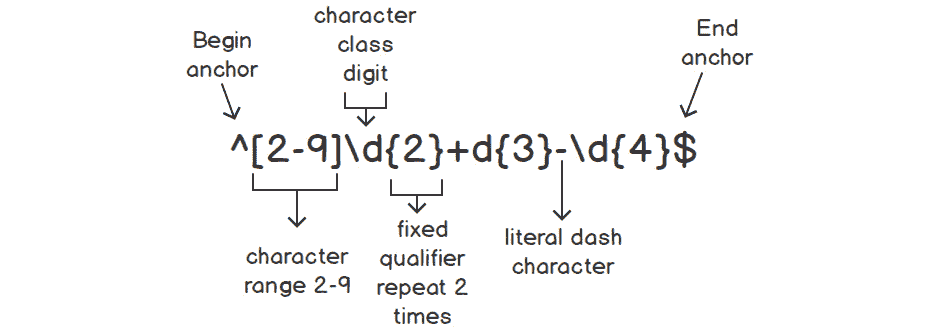 Begin
anchor
character
class
digit
End
anchor
^[2-9]\d{2}+d{3}-\d{4}$
character
range 2-9
fixed
qualifier
repeat 2
times
literal dash
character